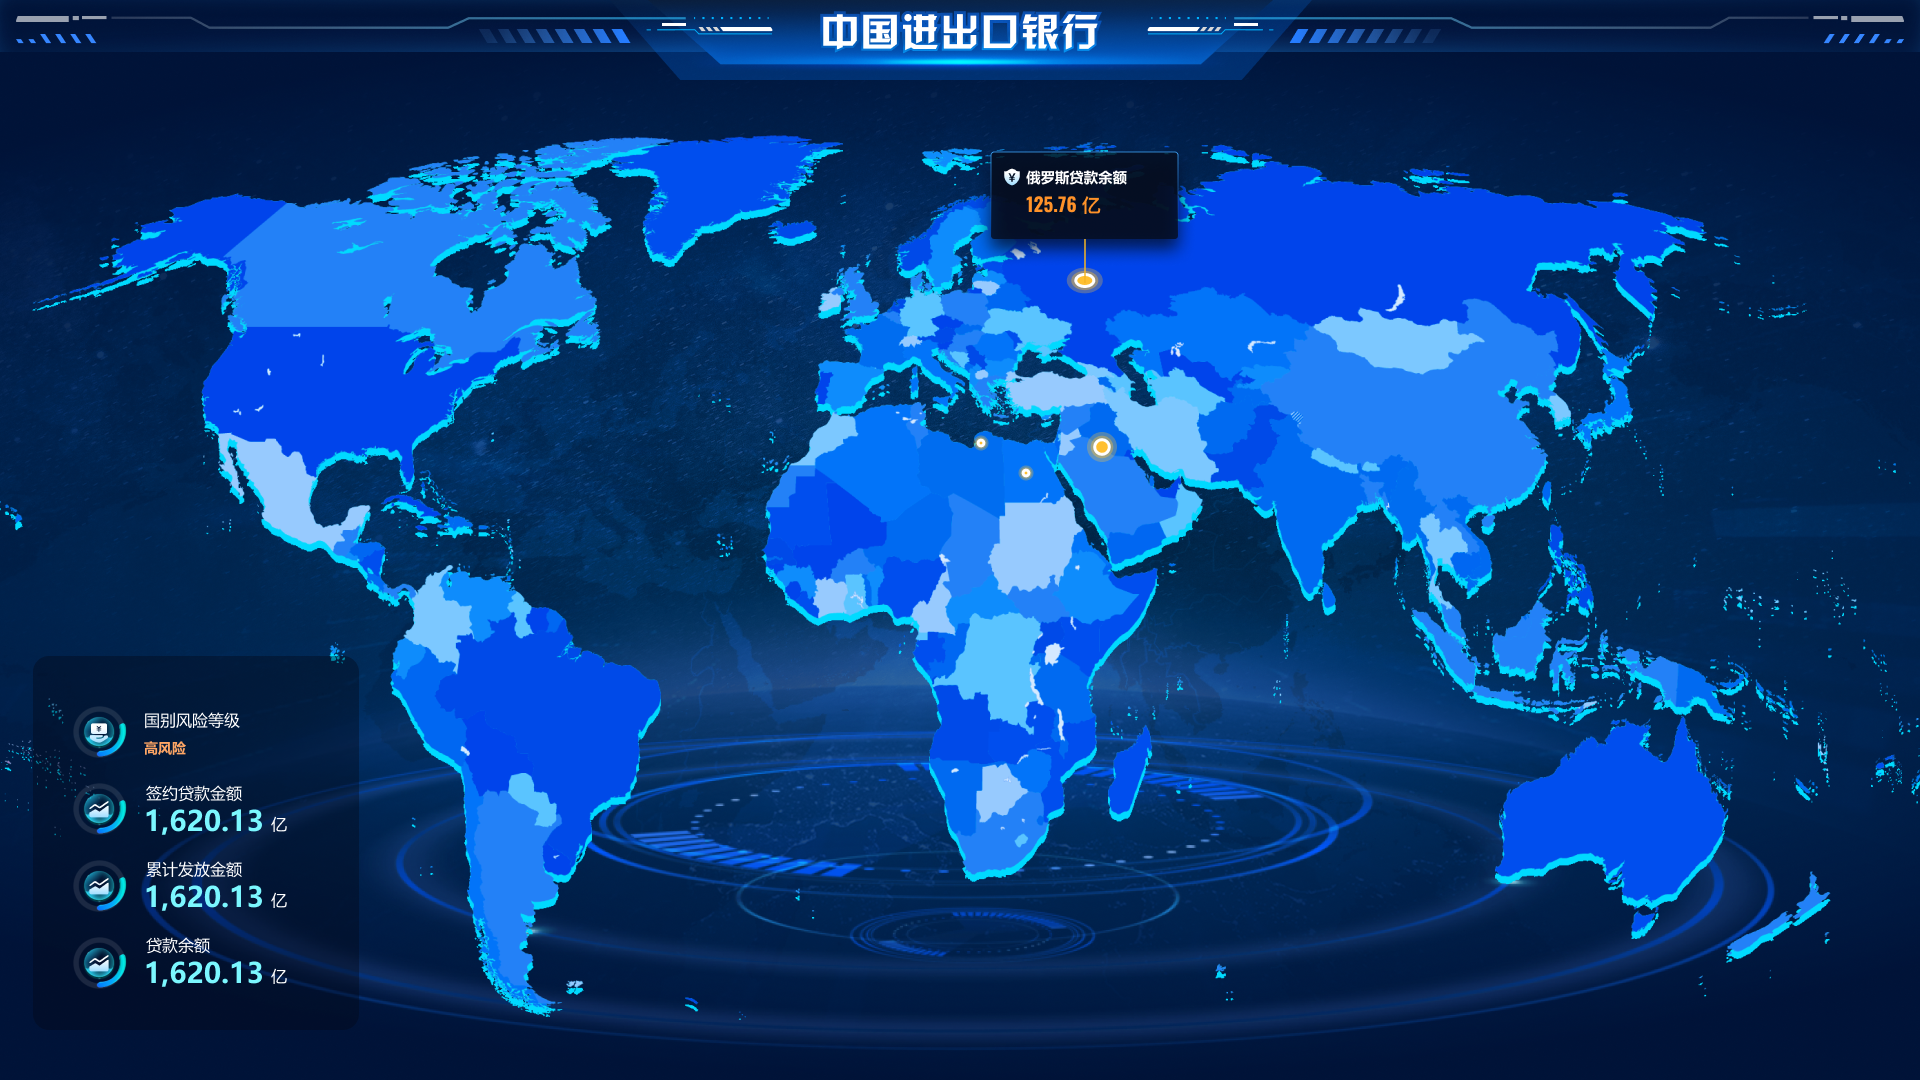 中国进出口银行
俄罗斯贷款余额
125.76 亿
国别风险等级
高风险
签约贷款金额
1,620.13 亿
累计发放金额
1,620.13 亿
贷款余额
1,620.13 亿